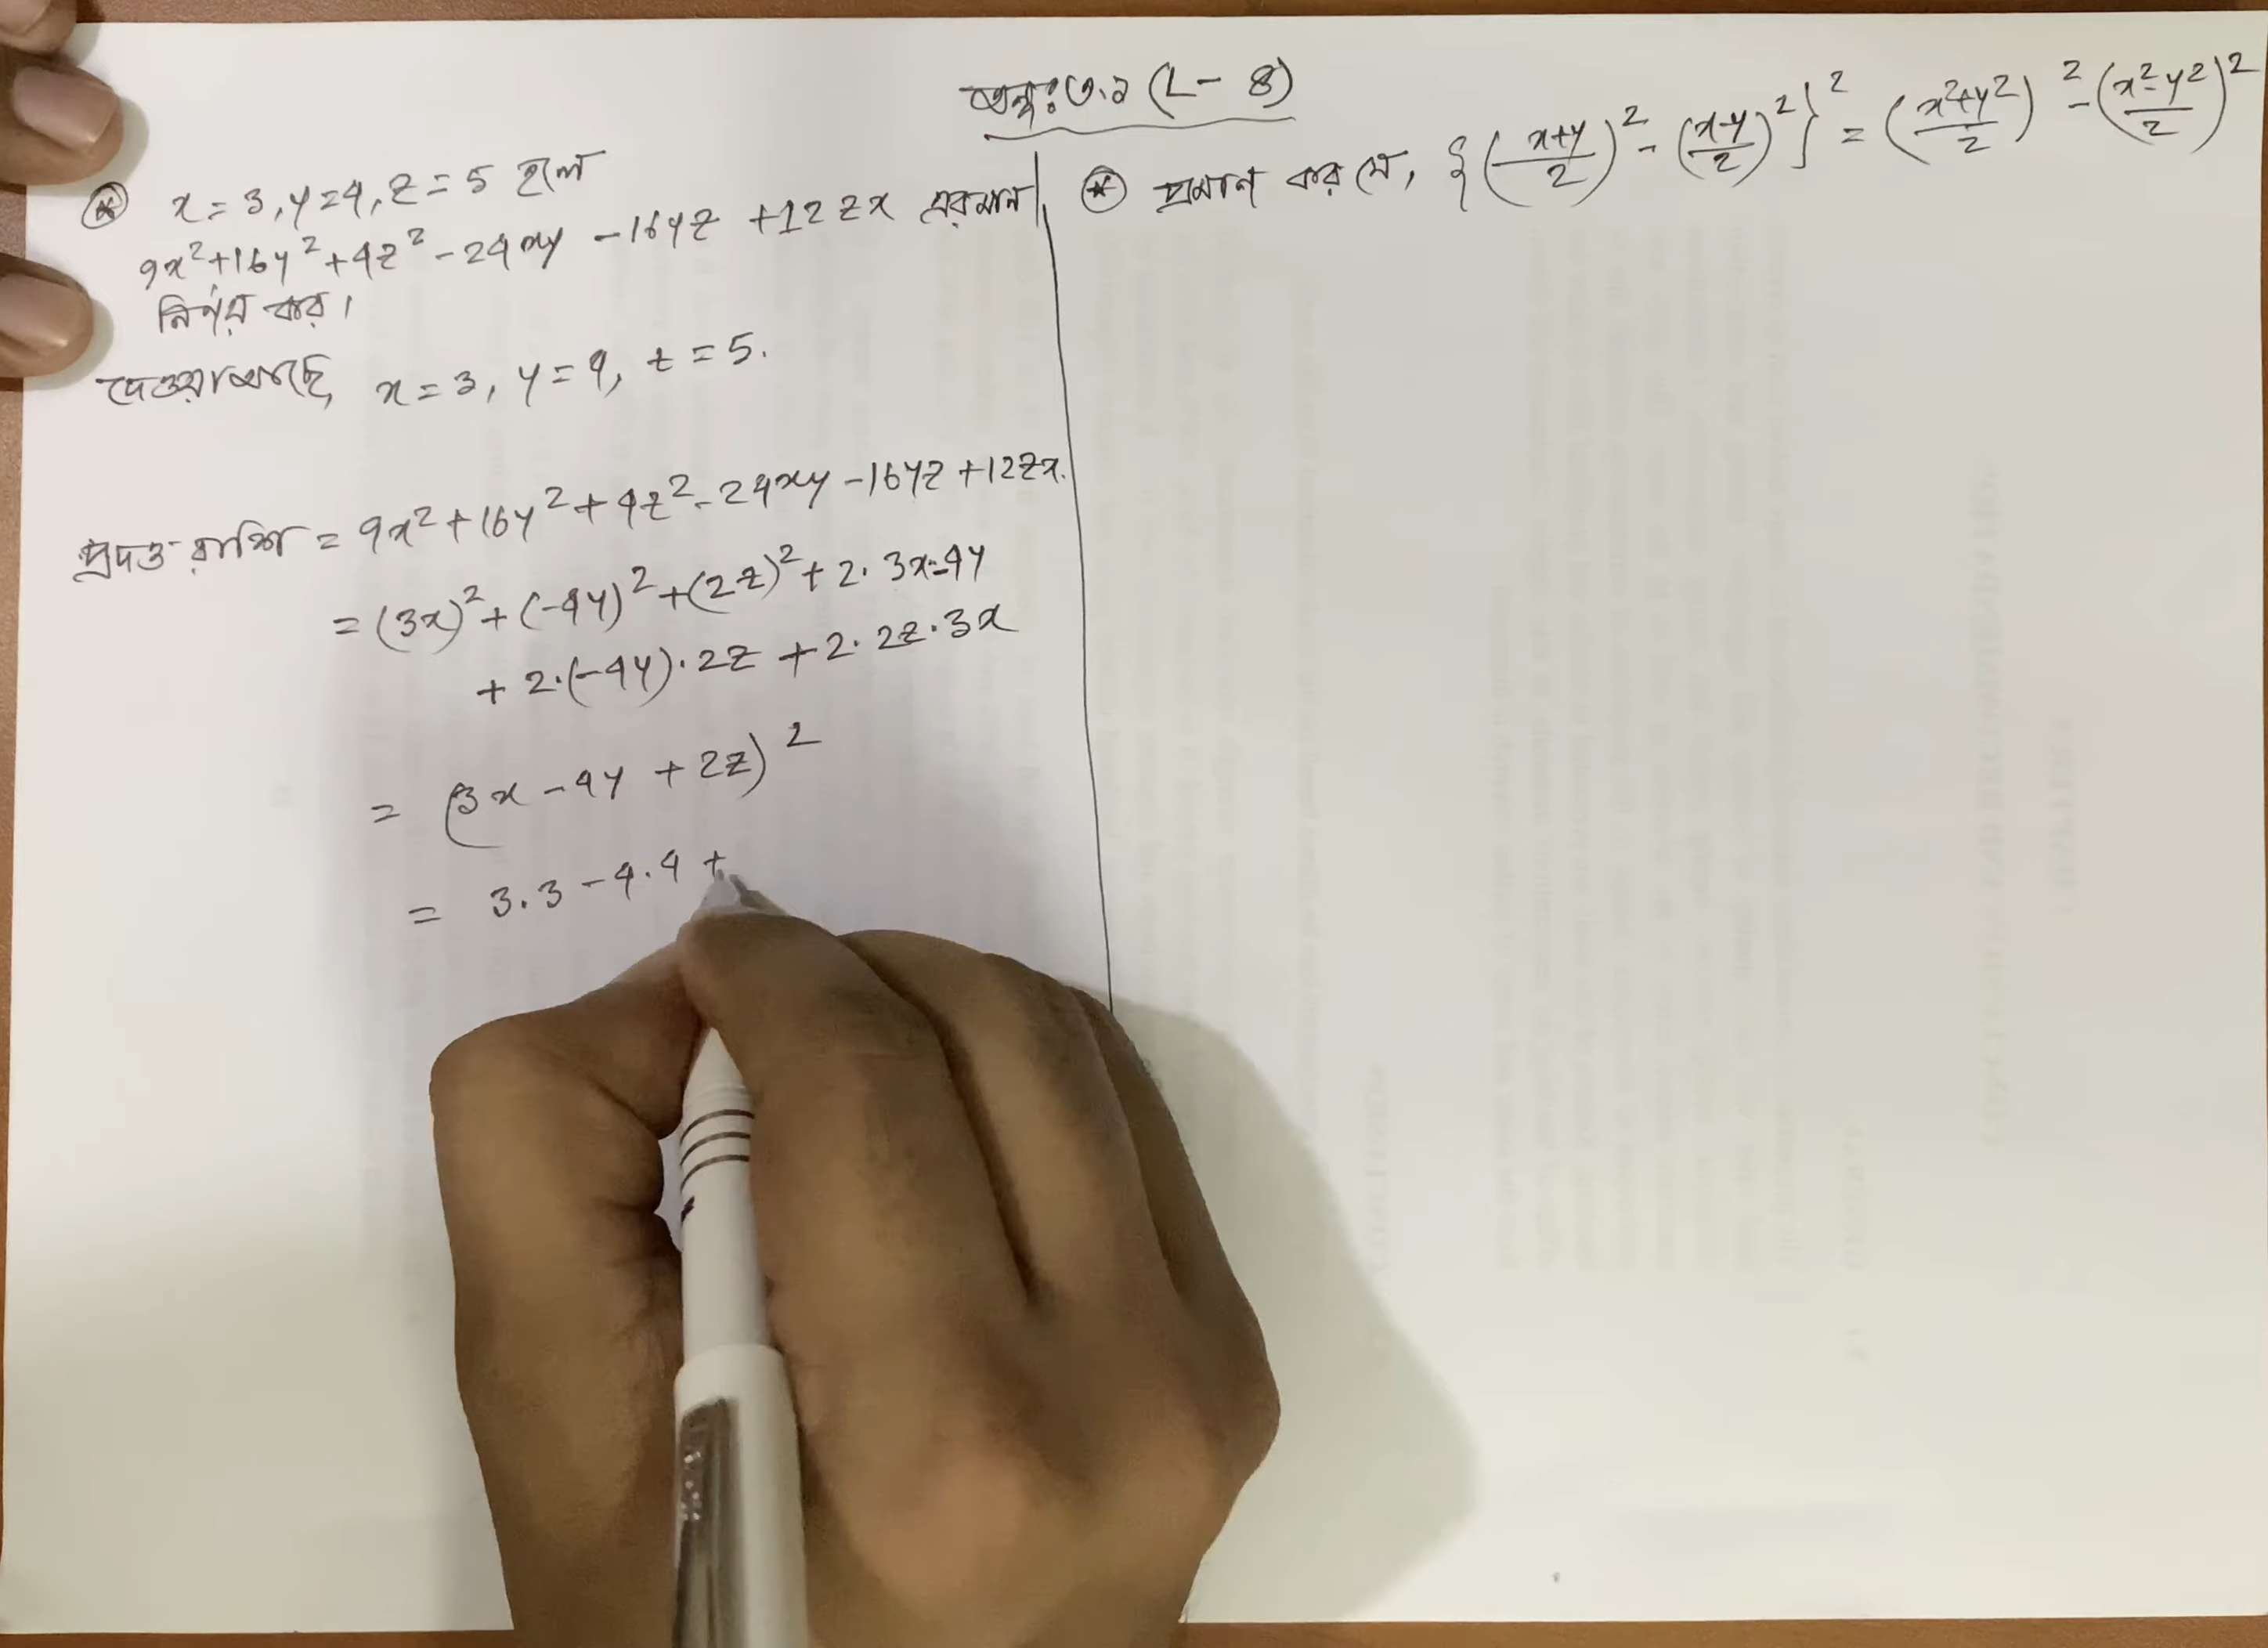 অনু: ৩.১ (L- 8)
* x = 3, y = 4, z = 5 হলে
9x² + 16y² + 4z² - 24xy - 16yz + 12zx এর মান
নির্ণয় কর।
দেওয়া আছে, x = 3, y = 4, z = 5.
প্রদত্ত রাশি = 9x² + 16y² + 4z² - 24xy - 16yz + 12zx.
= (3x)² + (-4y)² + (2z)² + 2. 3x.-4y
+ 2.(-4y).2z + 2. 2z.3x
= (3x - 4y + 2z)²
= 3.3 - 4.4 +
* প্রমাণ কর যে, {(x+y/2)² - (x-y/2)²}² = (x²+y²/2)² - (x²-y²/2)²